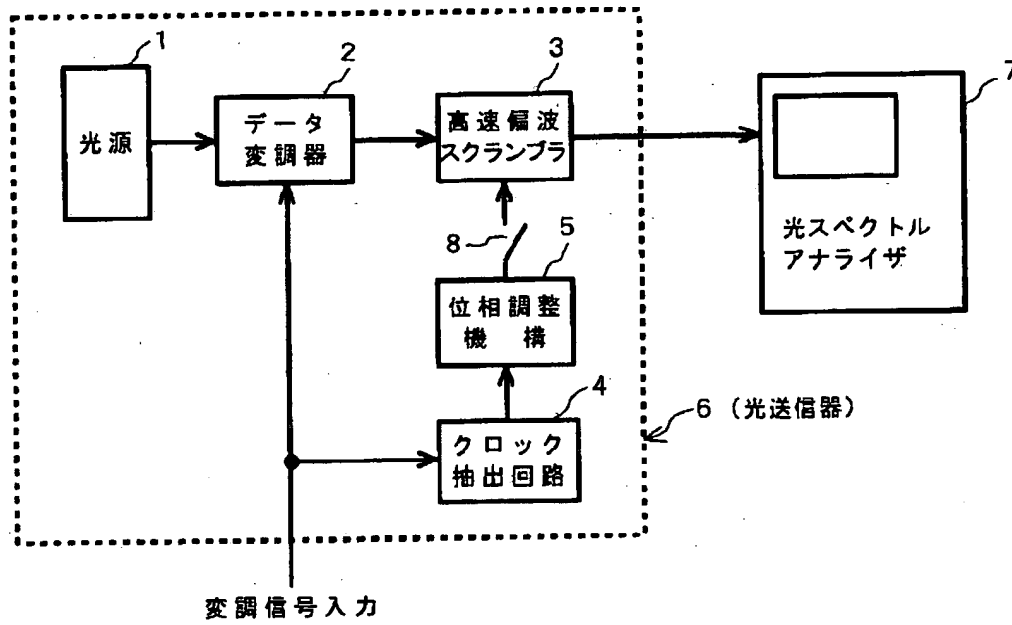 1
光源
2
データ
変調器
3
高速偏波
スクランブラ
7
光スペクトル
アナライザ
8
5
位相調整
機構
4
クロック
抽出回路
6（光送信器）
変調信号入力